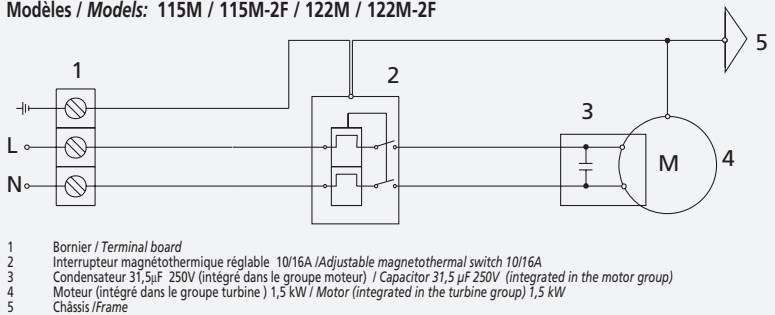 Modèles / Models: 115M / 115M-2F / 122M / 122M-2F
5
1
2
3
L
M
4
N
1 Bornier / Terminal board
2 Interrupteur magnétothermique réglable 10/16A /Adjustable magnetothermal switch 10/16A
3 Condensateur 31,5µF 250V (intégré dans le groupe moteur) / Capacitor 31,5 µF 250V (integrated in the motor group)
4 Moteur (intégré dans le groupe turbine ) 1,5 kW / Motor (integrated in the turbine group) 1,5 kW
5 Châssis /Frame